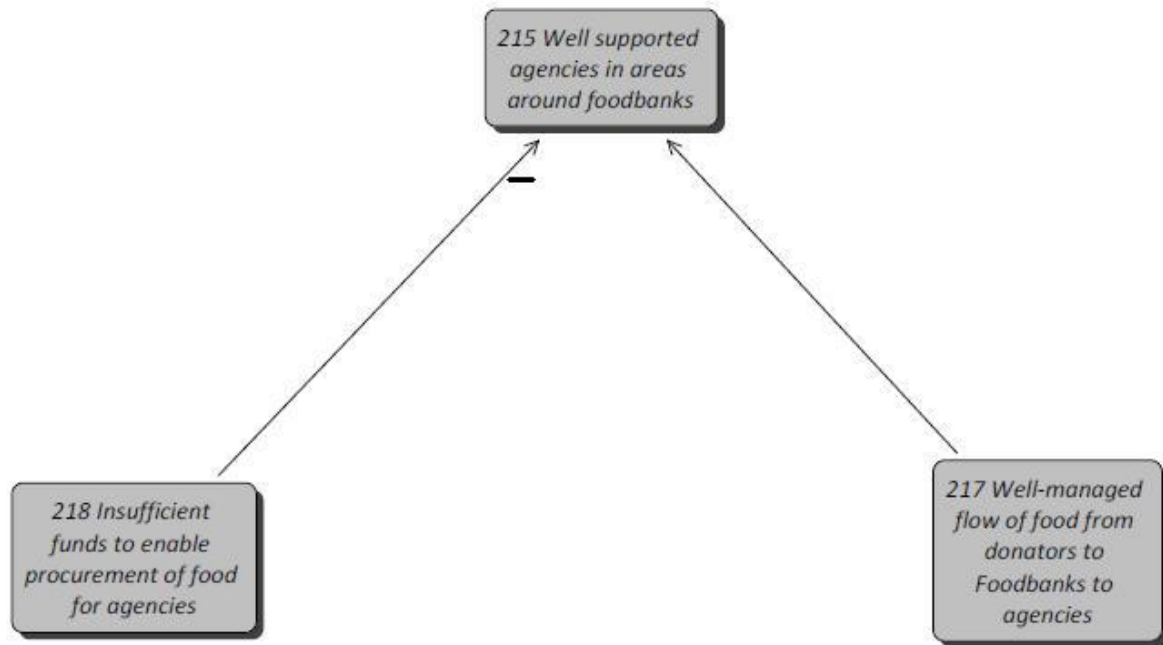 215 Well supported
agencies in areas
around foodbanks
–
218 Insufficient
funds to enable
procurement of food
for agencies
217 Well-managed
flow of food from
donators to
Foodbanks to
agencies